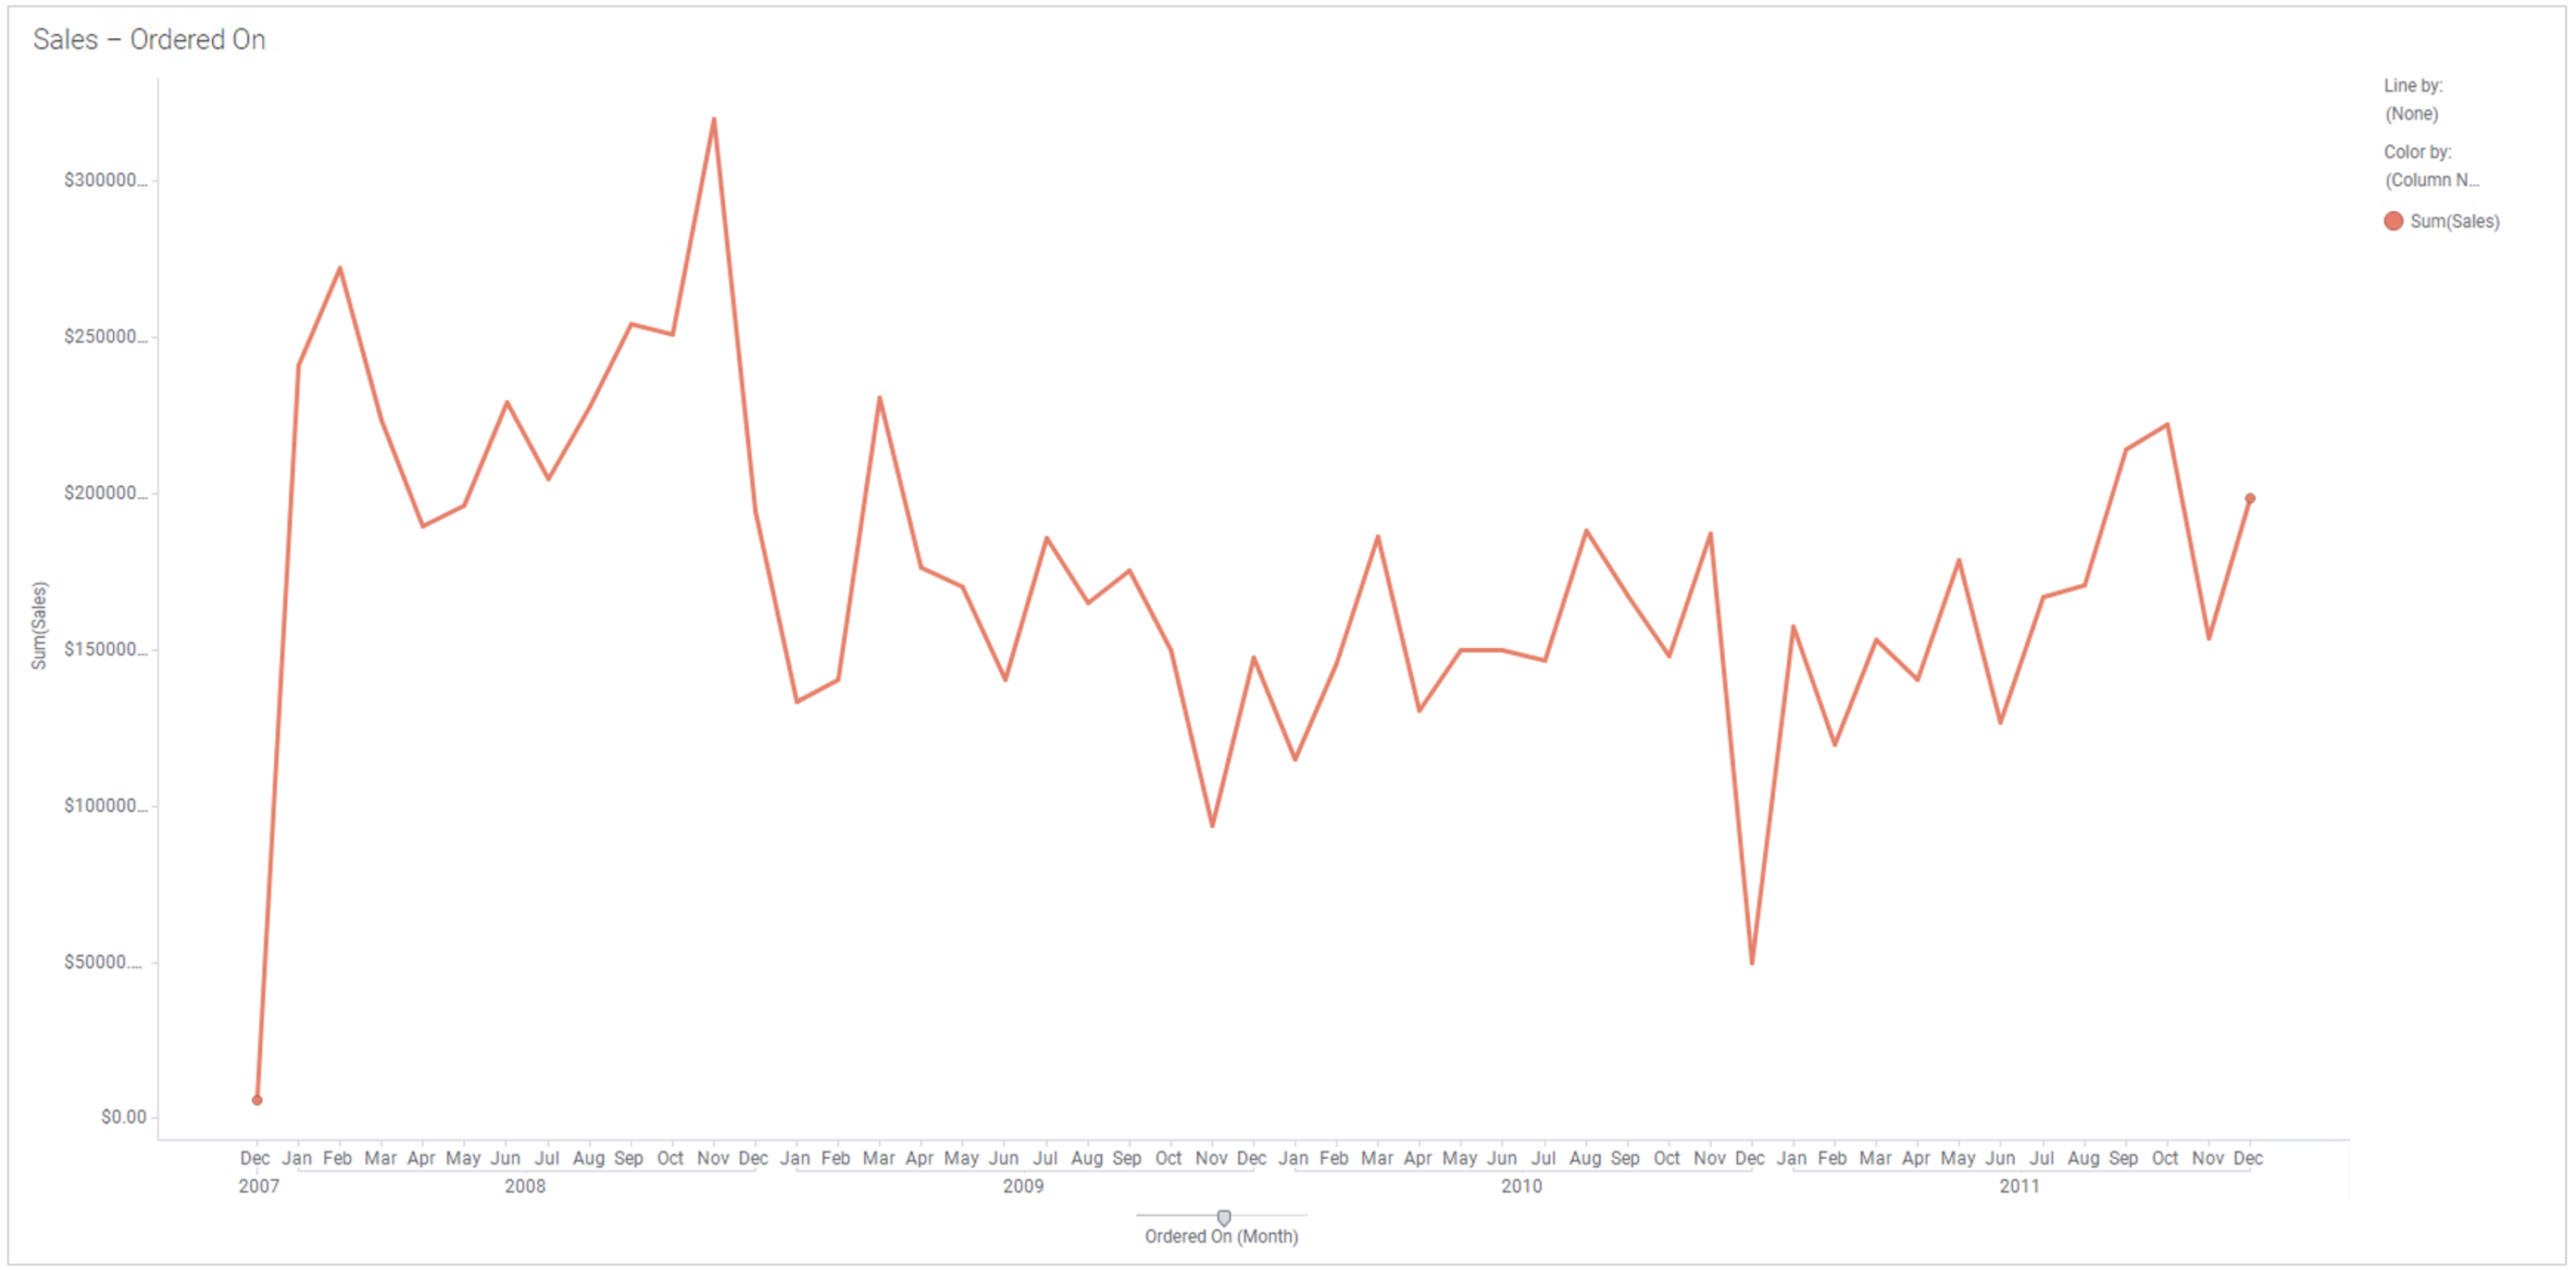 Sales – Ordered On
Line by:
(None)
Color by:
(Column N...
Sum(Sales)
$300000...
$250000...
$200000...
$150000...
$100000...
$50000....
$0.00
Sum(Sales)
Dec Jan Feb Mar Apr May Jun Jul Aug Sep Oct Nov Dec Jan Feb Mar Apr May Jun Jul Aug Sep Oct Nov Dec Jan Feb Mar Apr May Jun Jul Aug Sep Oct Nov Dec Jan Feb Mar Apr May Jun Jul Aug Sep Oct Nov Dec
2007 2008 2009 2010 2011
Ordered On (Month)